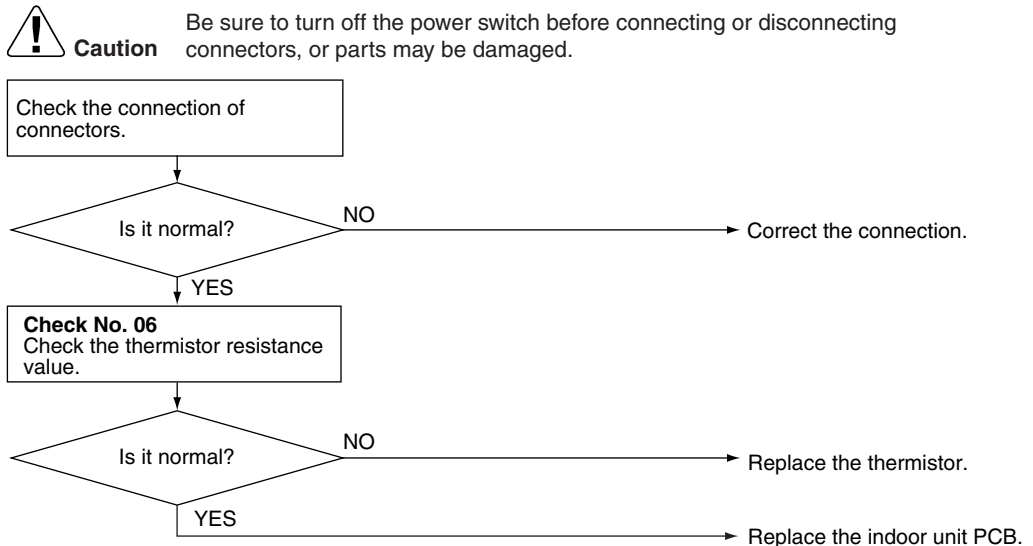 Be sure to turn off the power switch before connecting or disconnecting
Caution connectors, or parts may be damaged.
Check the connection of
connectors.
Is it normal?
NO
Correct the connection.
YES
Check No. 06
Check the thermistor resistance
value.
Is it normal?
NO
Replace the thermistor.
YES
Replace the indoor unit PCB.